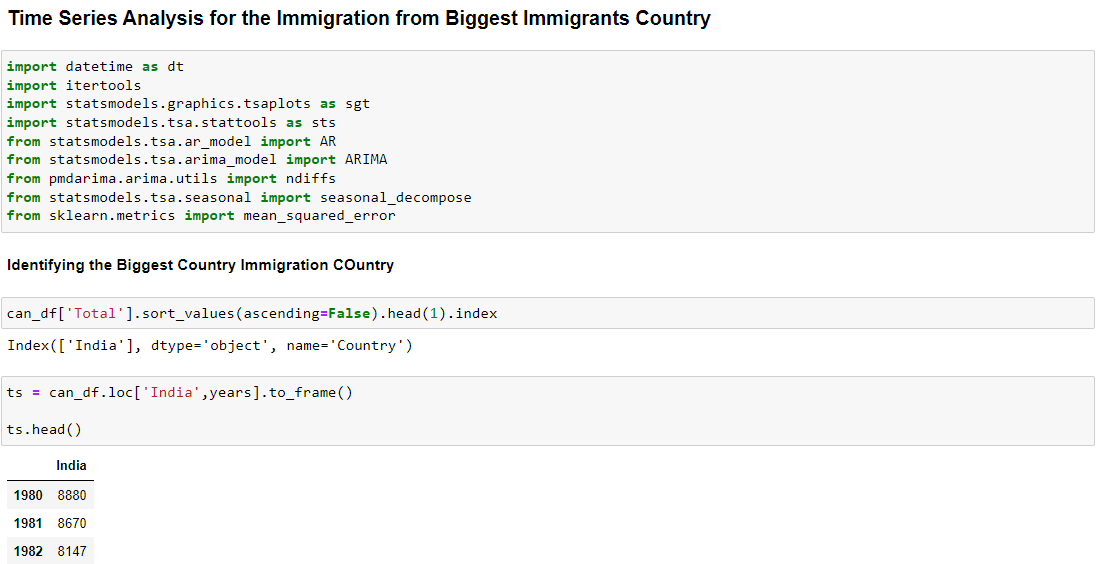 Time Series Analysis for the Immigration from Biggest Immigrants Country
import datetime as dt
import itertools
import statsmodels.graphics.tsaplots as sgt
import statsmodels.tsa.stattools as sts
from statsmodels.tsa.ar_model import AR
from statsmodels.tsa.arima_model import ARIMA
from pmdarima.arima.utils import ndiffs
from statsmodels.tsa.seasonal import seasonal_decompose
from sklearn.metrics import mean_squared_error
Identifying the Biggest Country Immigration COuntry
can_df['Total'].sort_values(ascending=False).head(1).index
Index(['India'], dtype='object', name='Country')
ts = can_df.loc['India',years].to_frame()
ts.head()
India
1980 8880
1981 8670
1982 8147